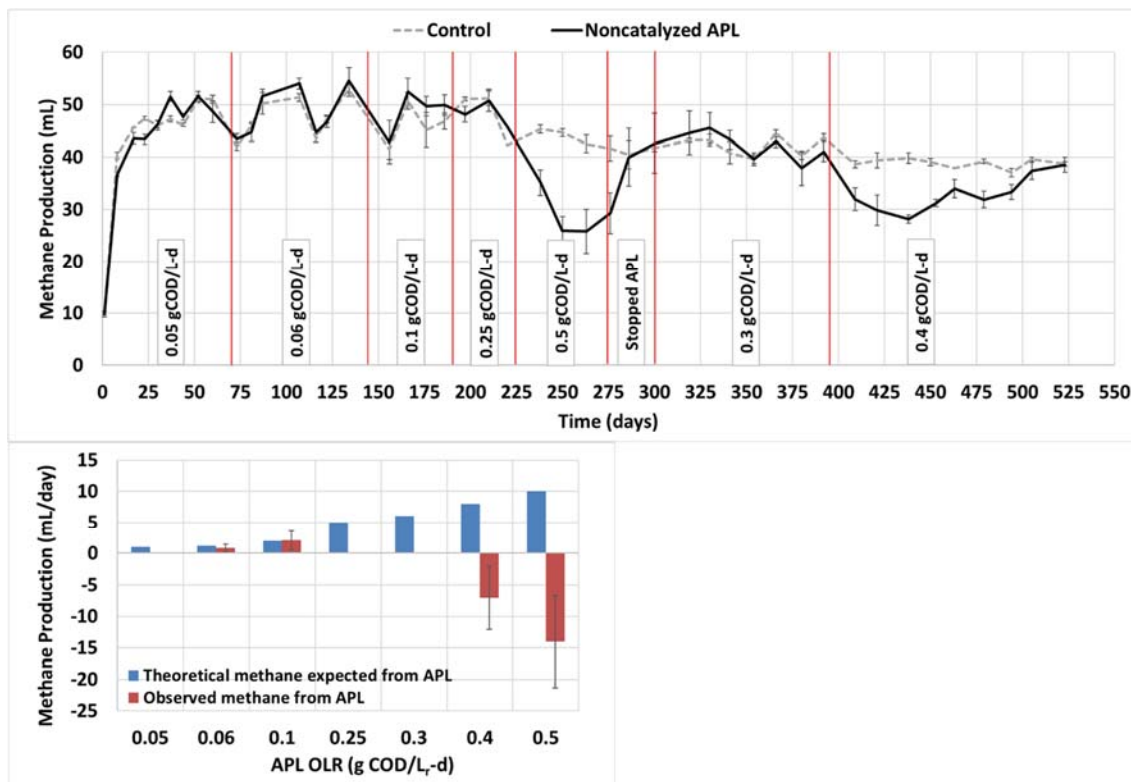 Control Noncatalyzed APL
Methane Production (mL)
60
50
40
30
20
10
0
0.05 gCOD/L-d
0.06 gCOD/L-d
0.1 gCOD/L-d
0.25 gCOD/L-d
0.5 gCOD/L-d
Stopped APL
0.3 gCOD/L-d
0.4 gCOD/L-d
0 25 50 75 100 125 150 175 200 225 250 275 300 325 350 375 400 425 450 475 500 525 550
Time (days)
Methane Production (mL/day)
15
10
5
0
-5
-10
-15
-20
-25
Theoretical methane expected from APL
Observed methane from APL
0.05 0.06 0.1 0.25 0.3 0.4 0.5
APL OLR (g COD/Lr-d)